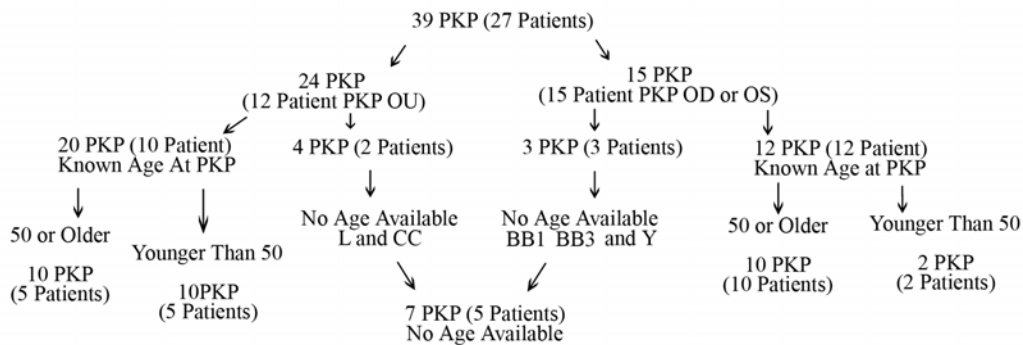 39 PKP (27 Patients)
24 PKP
(12 Patient PKP OU)
15 PKP
(15 Patient PKP OD or OS)
20 PKP (10 Patient)
Known Age At PKP
4 PKP (2 Patients)
3 PKP (3 Patients)
12 PKP (12 Patient)
Known Age at PKP
50 or Older
10 PKP
(5 Patients)
Younger Than 50
10PKP
(5 Patients)
No Age Available
L and CC
No Age Available
BB1 BB3 and Y
50 or Older
10 PKP
(10 Patients)
Younger Than 50
2 PKP
(2 Patients)
7 PKP (5 Patients)
No Age Available